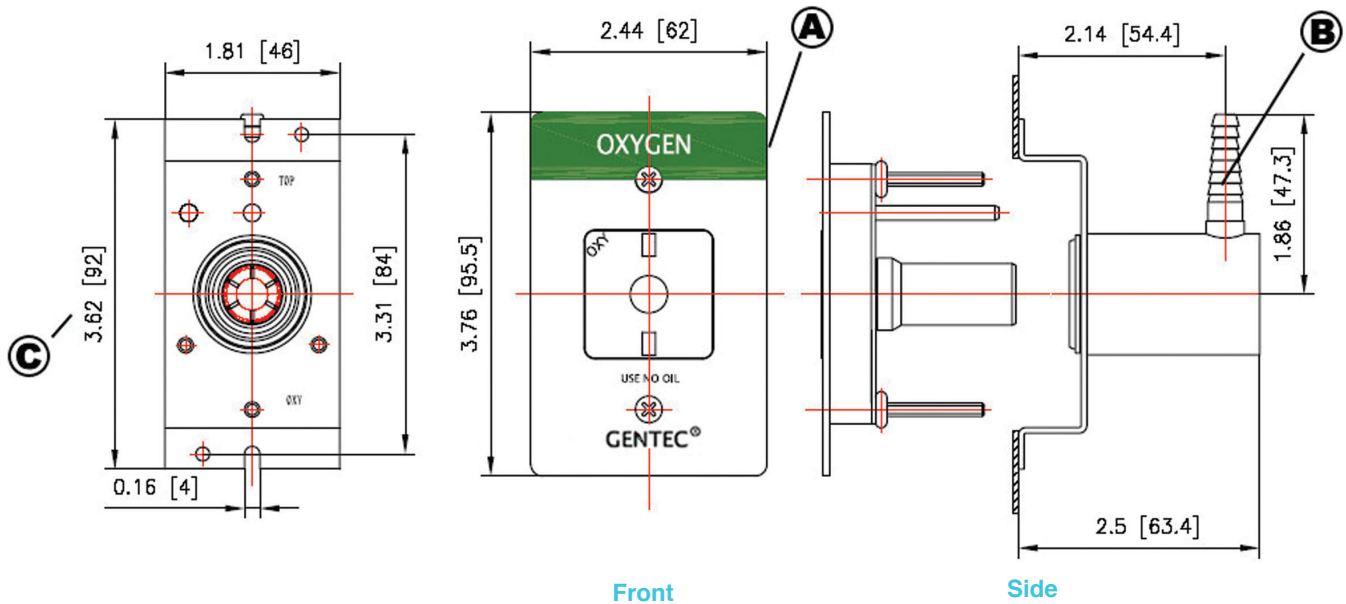 1.81 [46]
3.62 [92]
3.31 [84]
0.16 [4]
TOP
OXY
C
2.44 [62]
A
3.76 [95.5]
OXYGEN
OXY
USE NO OIL
GENTEC®
Front
2.14 [54.4]
B
1.86 [47.3]
2.5 [63.4]
Side